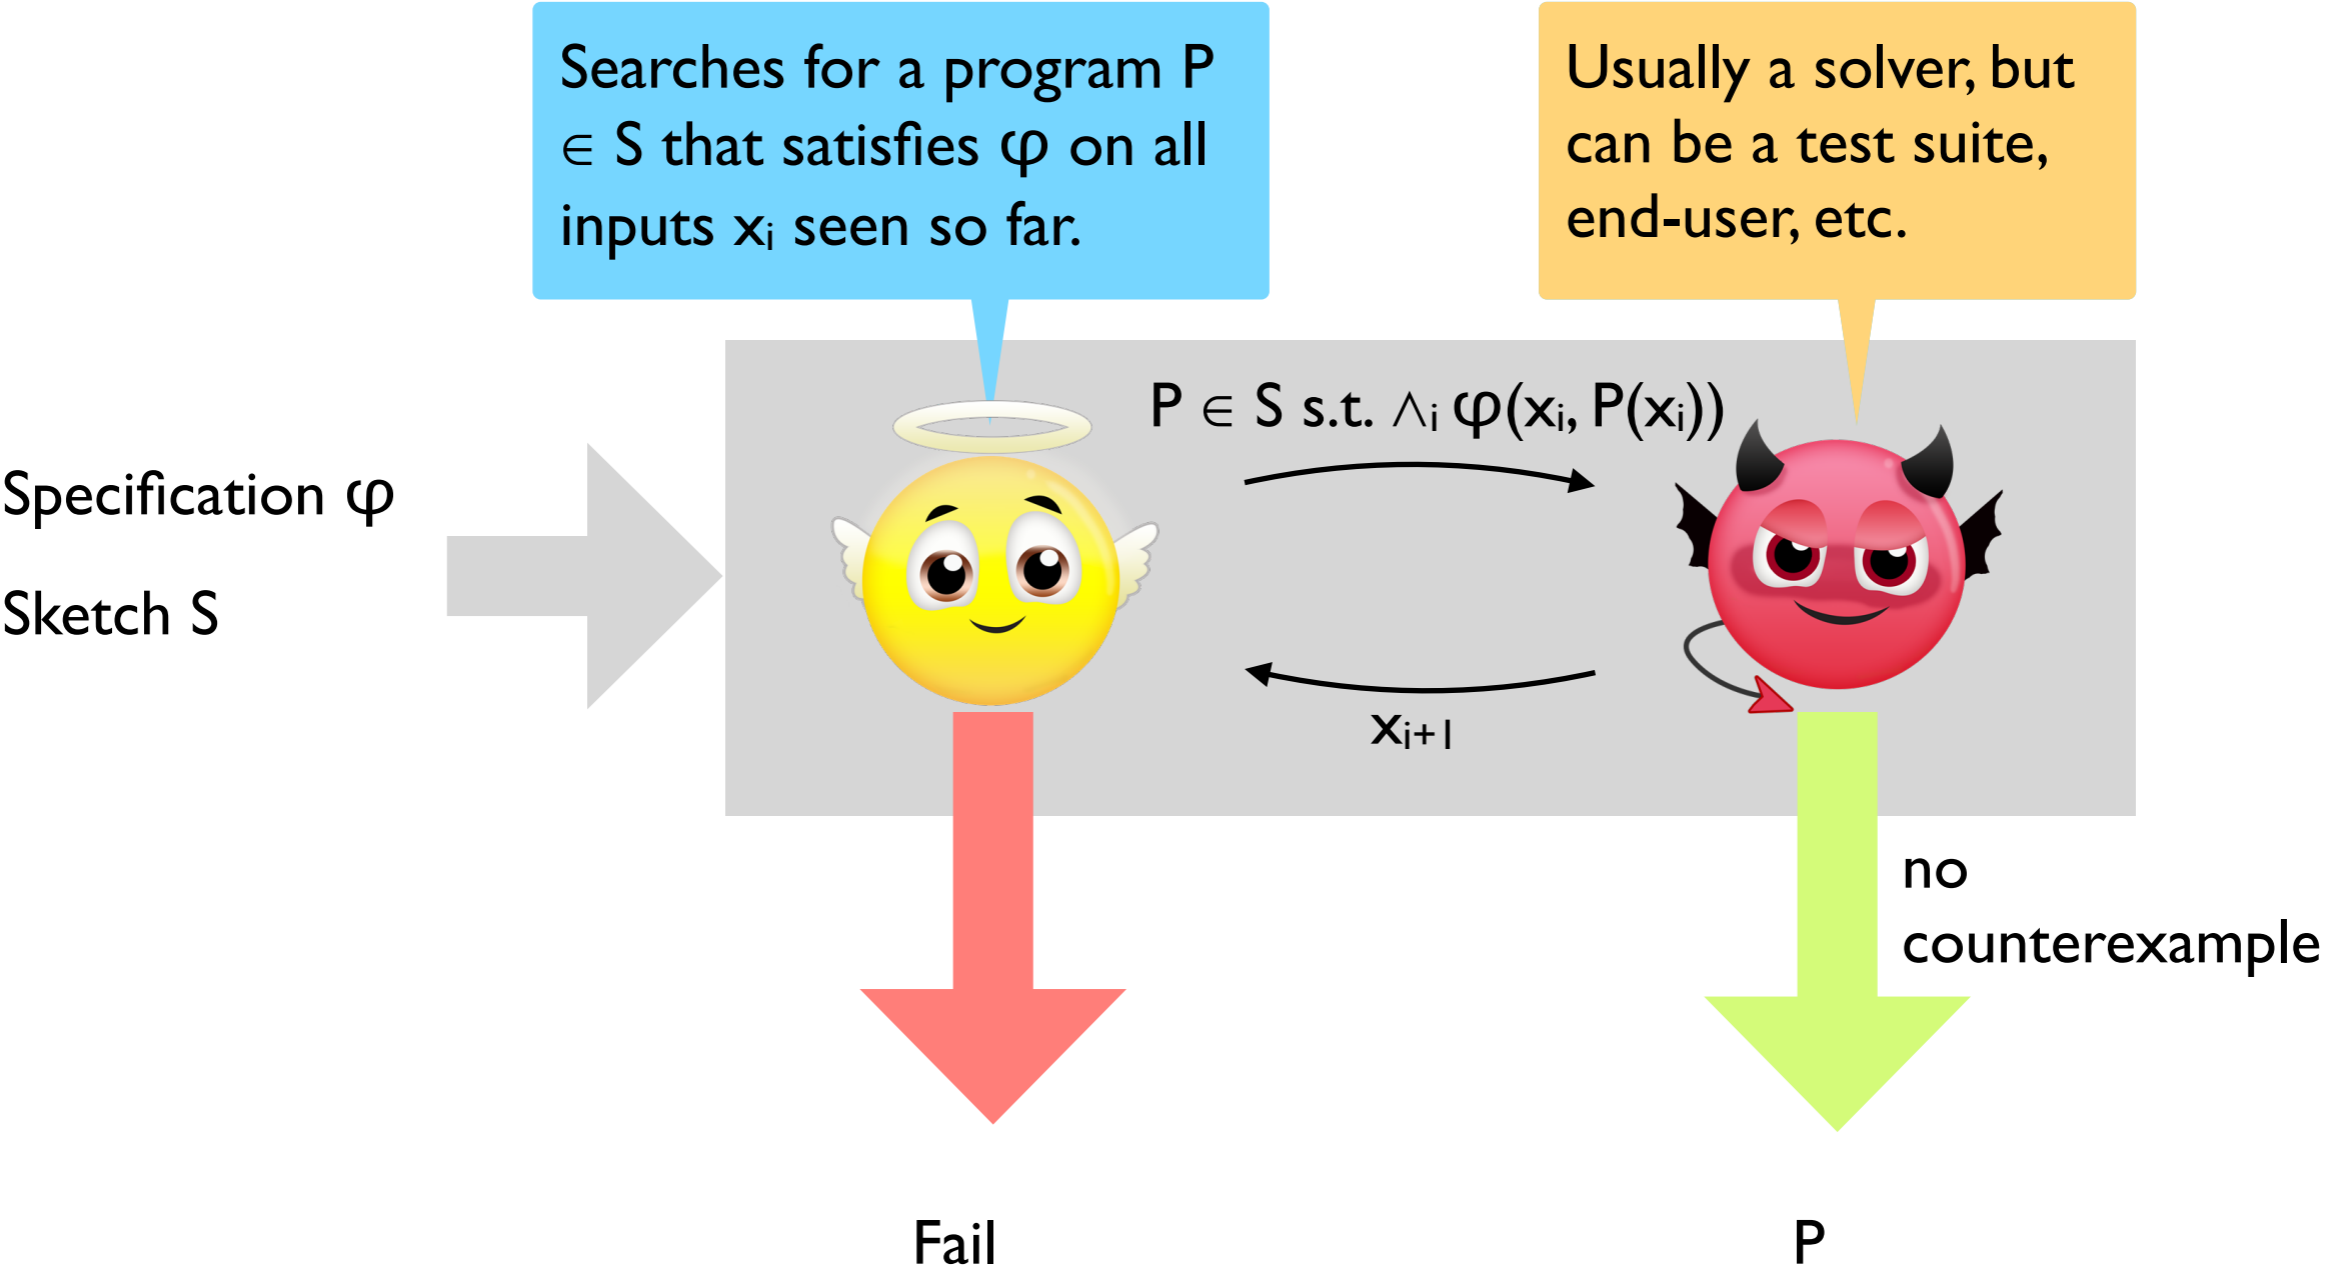 Searches for a program P
∈ S that satisfies φ on all
inputs xᵢ seen so far.
Usually a solver, but
can be a test suite,
end-user, etc.
P ∈ S s.t. ∧ᵢ φ(xᵢ, P(xᵢ))
Specification φ
Sketch S
xᵢ₊₁
no
counterexample
Fail
P